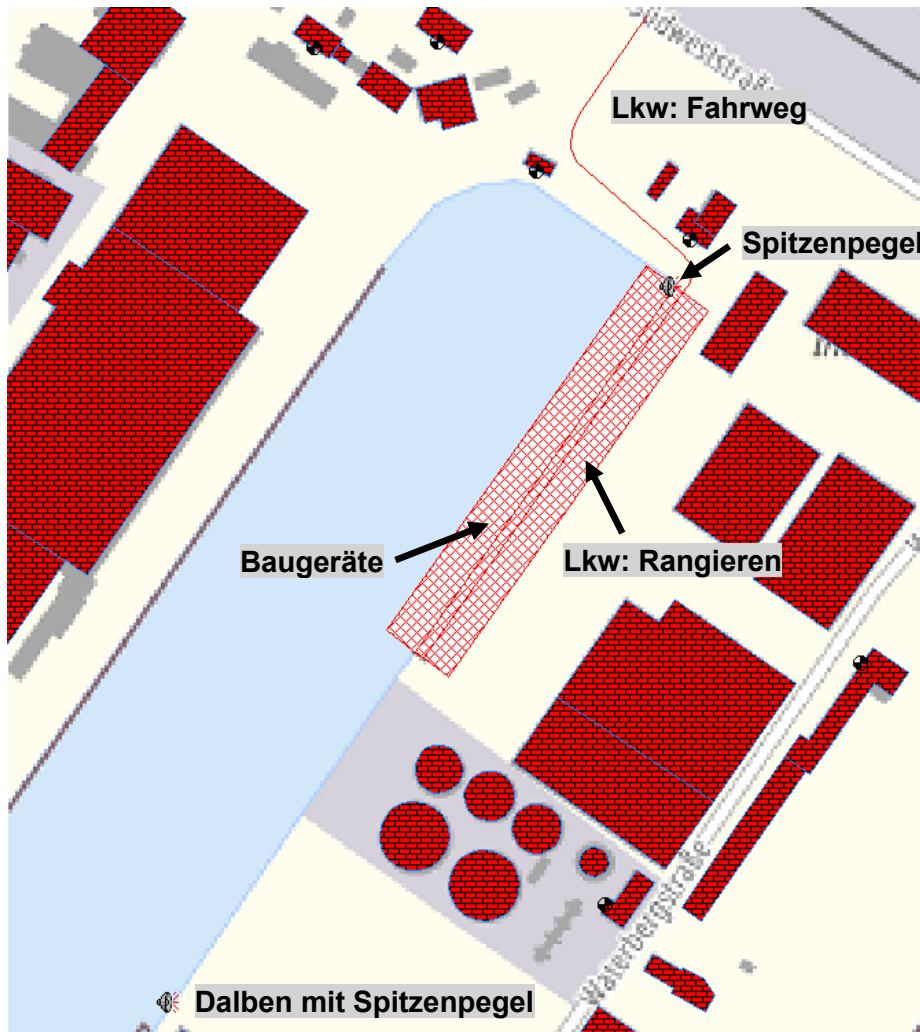 Südweststraße
Lkw: Fahrweg
Spitzenpegel
Baugeräte
Lkw: Rangieren
Waterbergstraße
Dalben mit Spitzenpegel